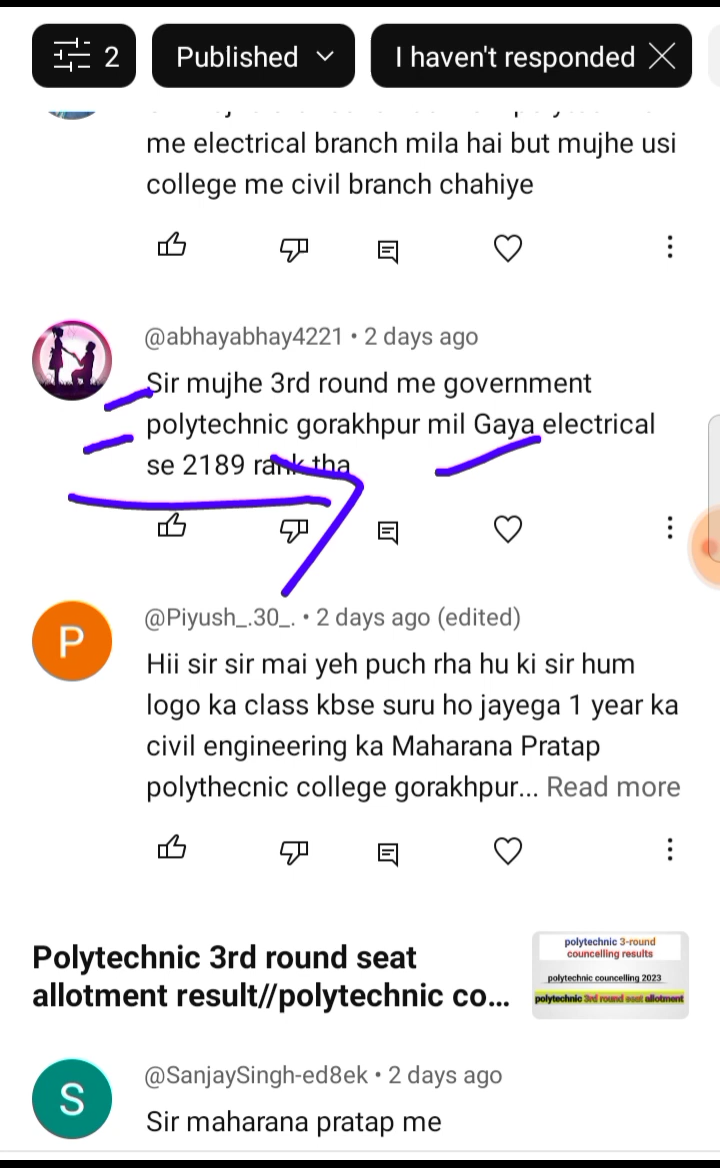 2
Published
I haven't responded
me electrical branch mila hai but mujhe usi
college me civil branch chahiye
@abhayabhay4221 • 2 days ago
Sir mujhe 3rd round me government
polytechnic gorakhpur mil Gaya electrical
se 2189 rank tha
P
@Piyush_.30_. • 2 days ago (edited)
Hii sir sir mai yeh puch rha hu ki sir hum
logo ka class kbse suru ho jayega 1 year ka
civil engineering ka Maharana Pratap
polythecnic college gorakhpur... Read more
Polytechnic 3rd round seat
allotment result//polytechnic co...
polytechnic 3-round
councelling results
polytechnic councelling 2023
polytechnic 3rd round seat allotment
S
@SanjaySingh-ed8ek • 2 days ago
Sir maharana pratap me